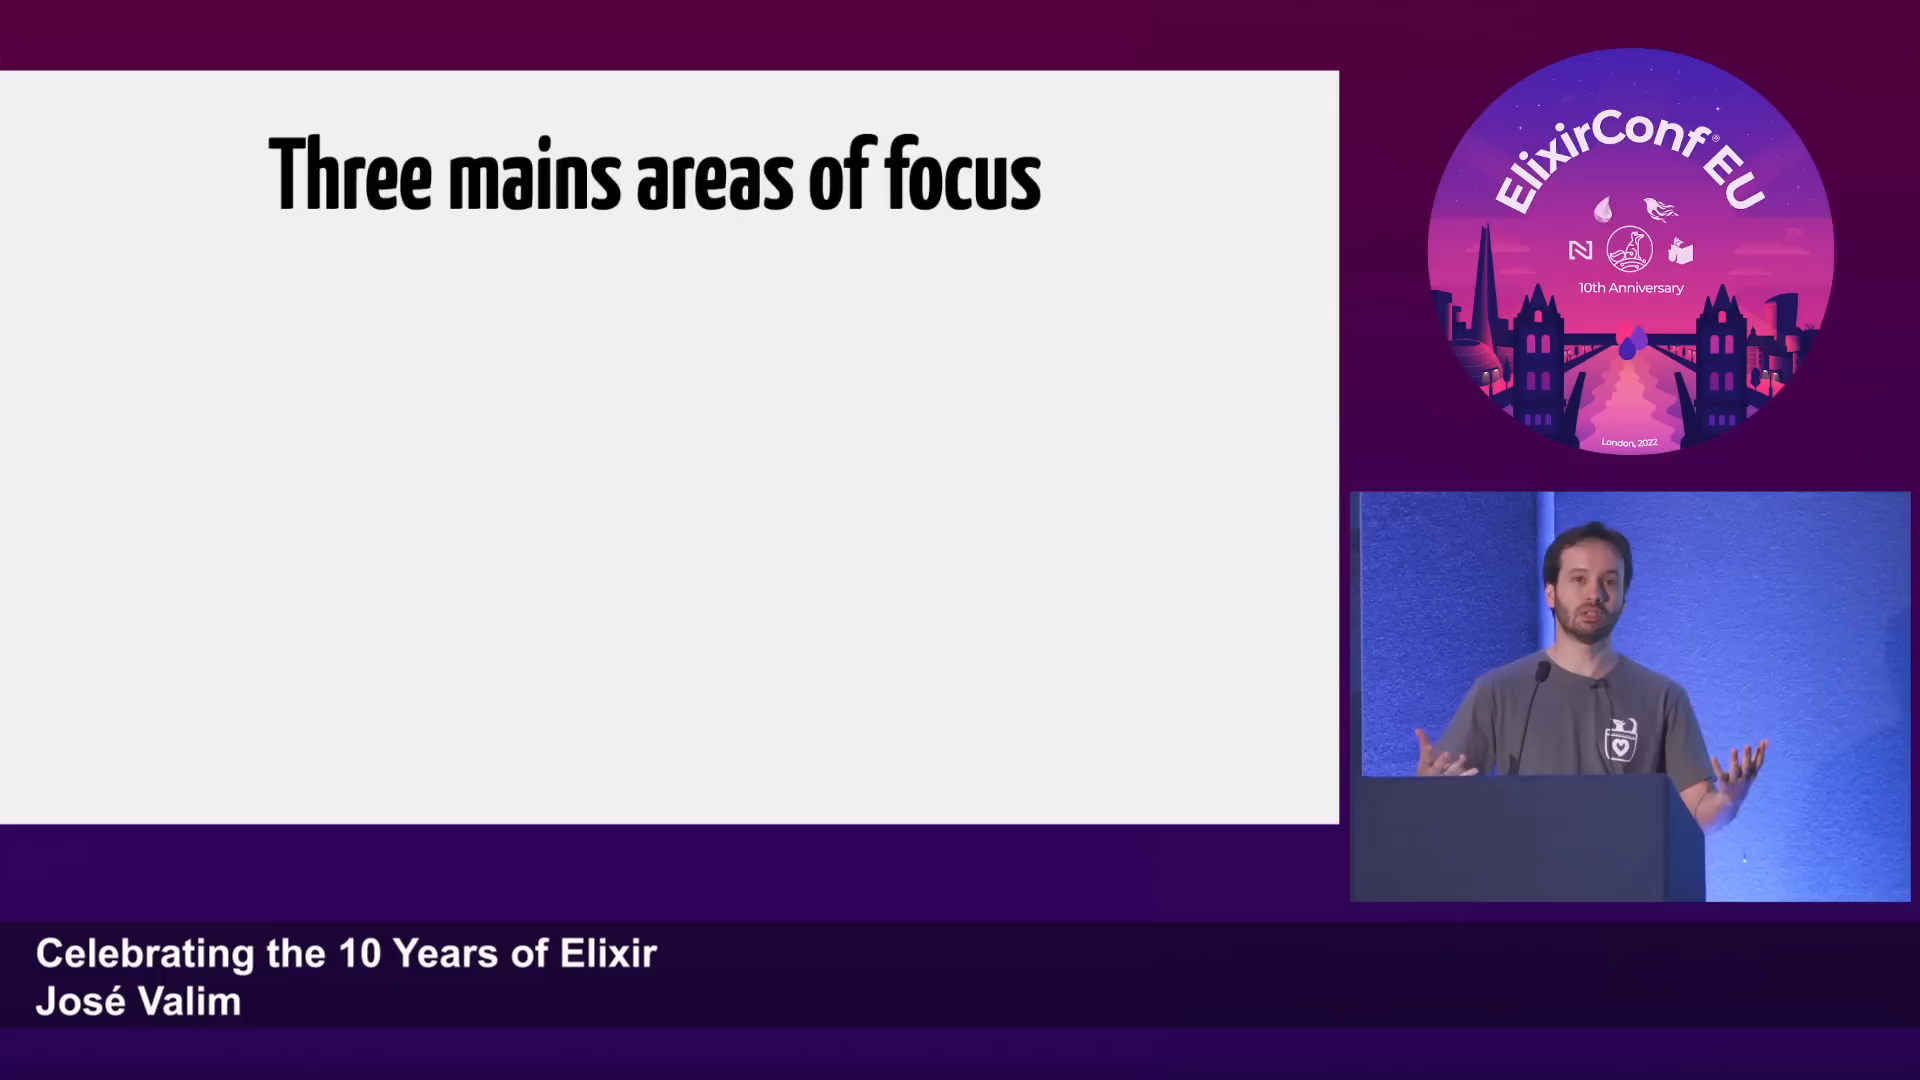 Three mains areas of focus
ElixirConf® EU
10th Anniversary
London, 2022
Celebrating the 10 Years of Elixir
José Valim